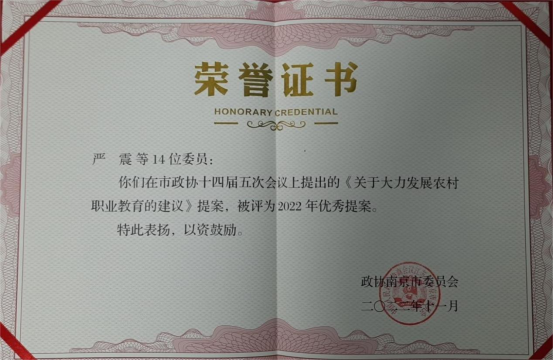 荣誉证书
HONORARY CREDENTIAL
严 震等14位委员：
你们在市政协十四届五次会议上提出的《关于大力发展农村
职业教育的建议》提案，被评为2022年优秀提案。
特此表扬，以资鼓励。
政协南京市委员会
二〇二二年十一月